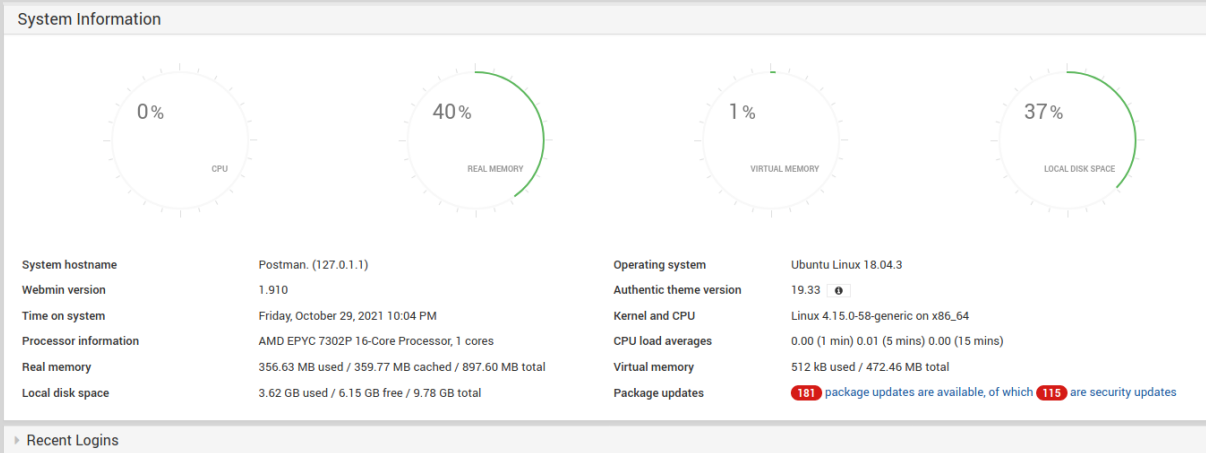 System Information
0% 40% 1% 37%
CPU REAL MEMORY VIRTUAL MEMORY LOCAL DISK SPACE
System hostname Postman. (127.0.1.1) Operating system Ubuntu Linux 18.04.3
Webmin version 1.910 Authentic theme version 19.33
Time on system Friday, October 29, 2021 10:04 PM Kernel and CPU Linux 4.15.0-58-generic on x86_64
Processor information AMD EPYC 7302P 16-Core Processor, 1 cores CPU load averages 0.00 (1 min) 0.01 (5 mins) 0.00 (15 mins)
Real memory 356.63 MB used / 359.77 MB cached / 897.60 MB total Virtual memory 512 kB used / 472.46 MB total
Local disk space 3.62 GB used / 6.15 GB free / 9.78 GB total Package updates 181 package updates are available, of which 115 are security updates
Recent Logins